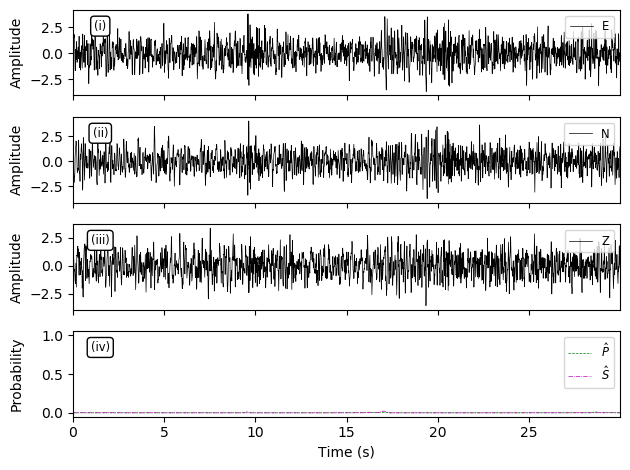 (i)
E
Amplitude
2.5
0.0
−2.5
(ii)
N
Amplitude
2.5
0.0
−2.5
(iii)
Z
Amplitude
2.5
0.0
−2.5
(iv)
P̂
Ŝ
Probability
1.0
0.5
0.0
0 5 10 15 20 25
Time (s)